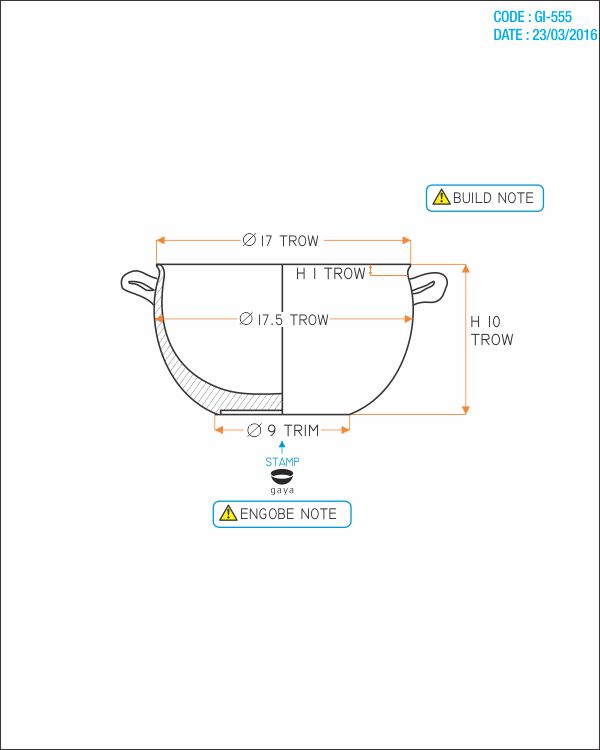 CODE : GI-555
DATE : 23/03/2016
BUILD NOTE
Ø 17 TROW
H 1 TROW
Ø 17.5 TROW
H 10
TROW
Ø 9 TRIM
STAMP
gaya
ENGOBE NOTE